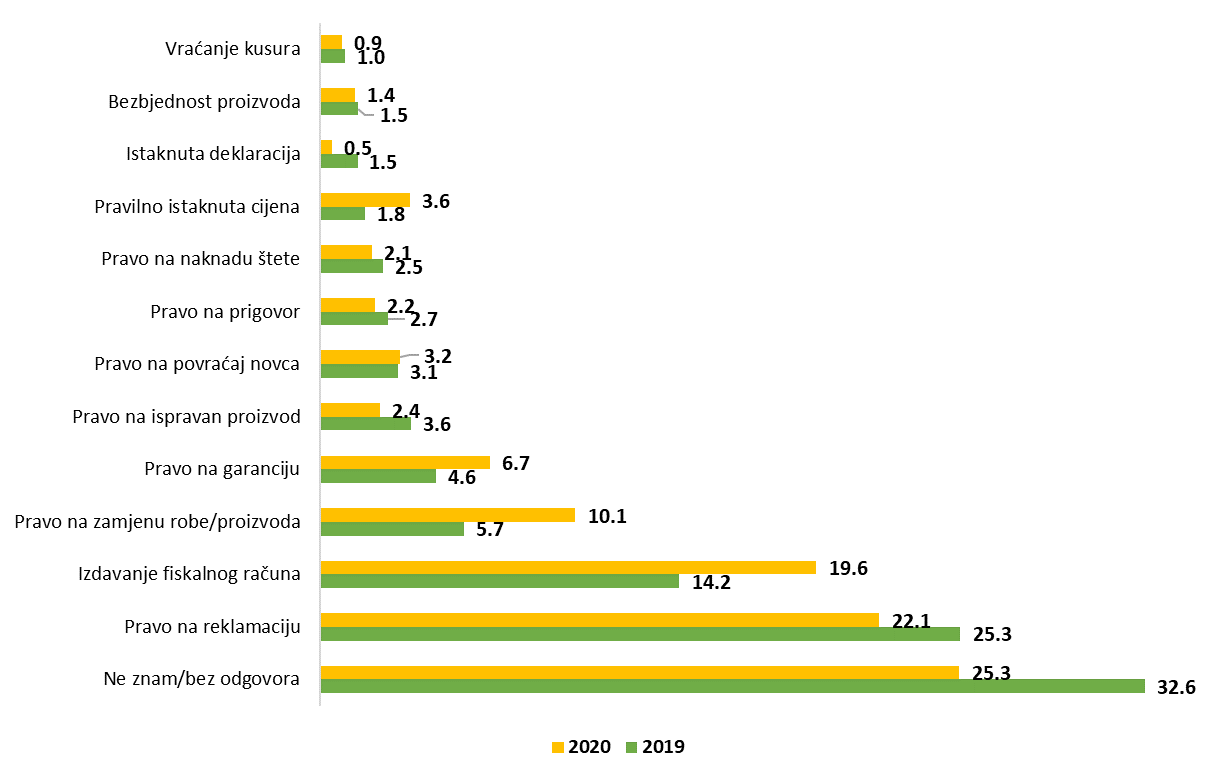 Vraćanje kusura 0.9
1.0
Bezbjednost proizvoda 1.4
1.5
Istaknuta deklaracija 0.5
1.5
Pravilno istaknuta cijena 3.6
1.8
Pravo na naknadu štete 2.1
2.5
Pravo na prigovor 2.2
2.7
Pravo na povraćaj novca 3.2
3.1
Pravo na ispravan proizvod 2.4
3.6
Pravo na garanciju 6.7
4.6
Pravo na zamjenu robe/proizvoda 10.1
5.7
Izdavanje fiskalnog računa 19.6
14.2
Pravo na reklamaciju 22.1
25.3
Ne znam/bez odgovora 25.3
32.6
2020 2019